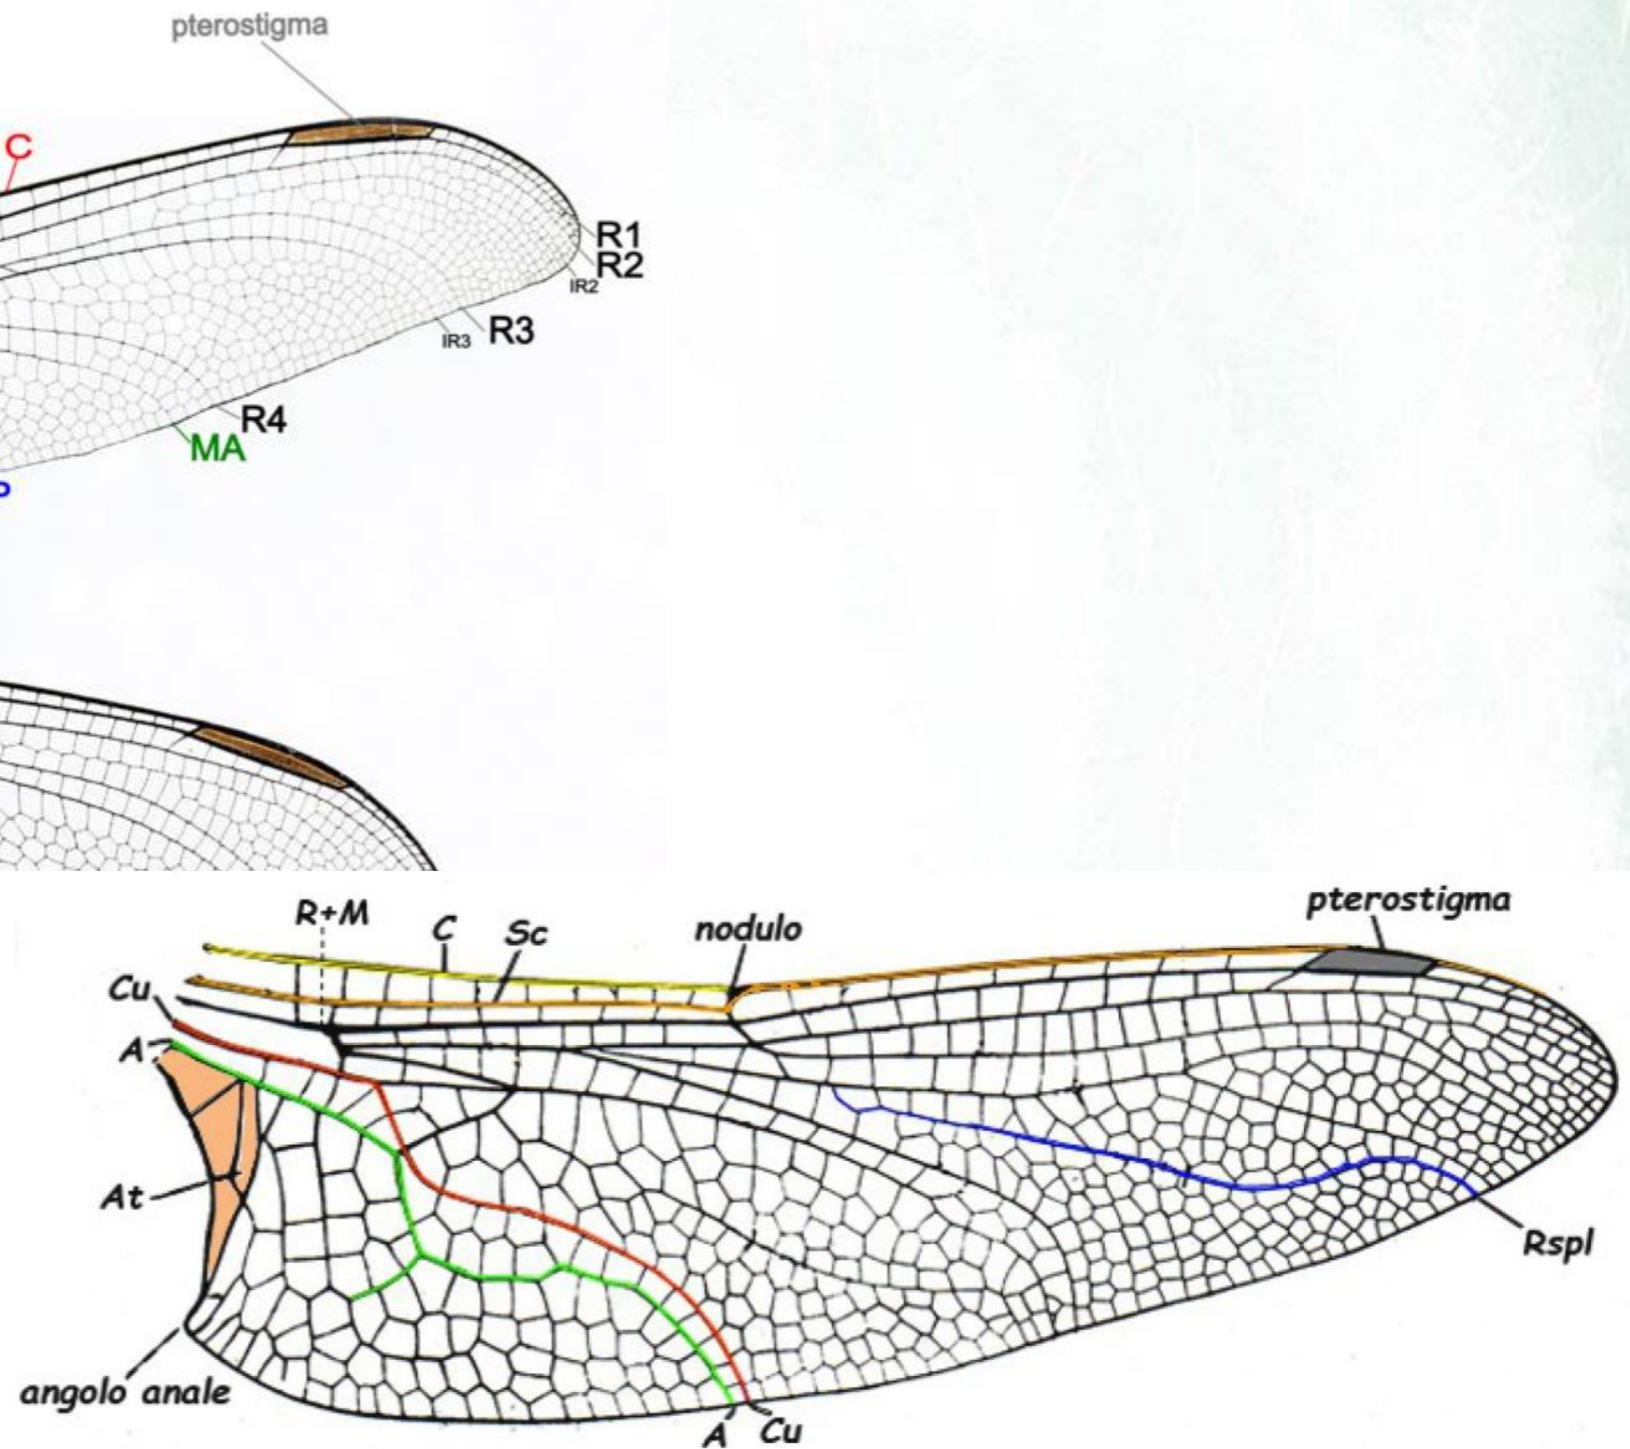 pterostigma
C
R1
R2
IR2
R3
IR3
R4
MA
P
pterostigma
R+M
C
Sc
nodulo
Cu
A
At
Rspl
angolo anale
A
Cu